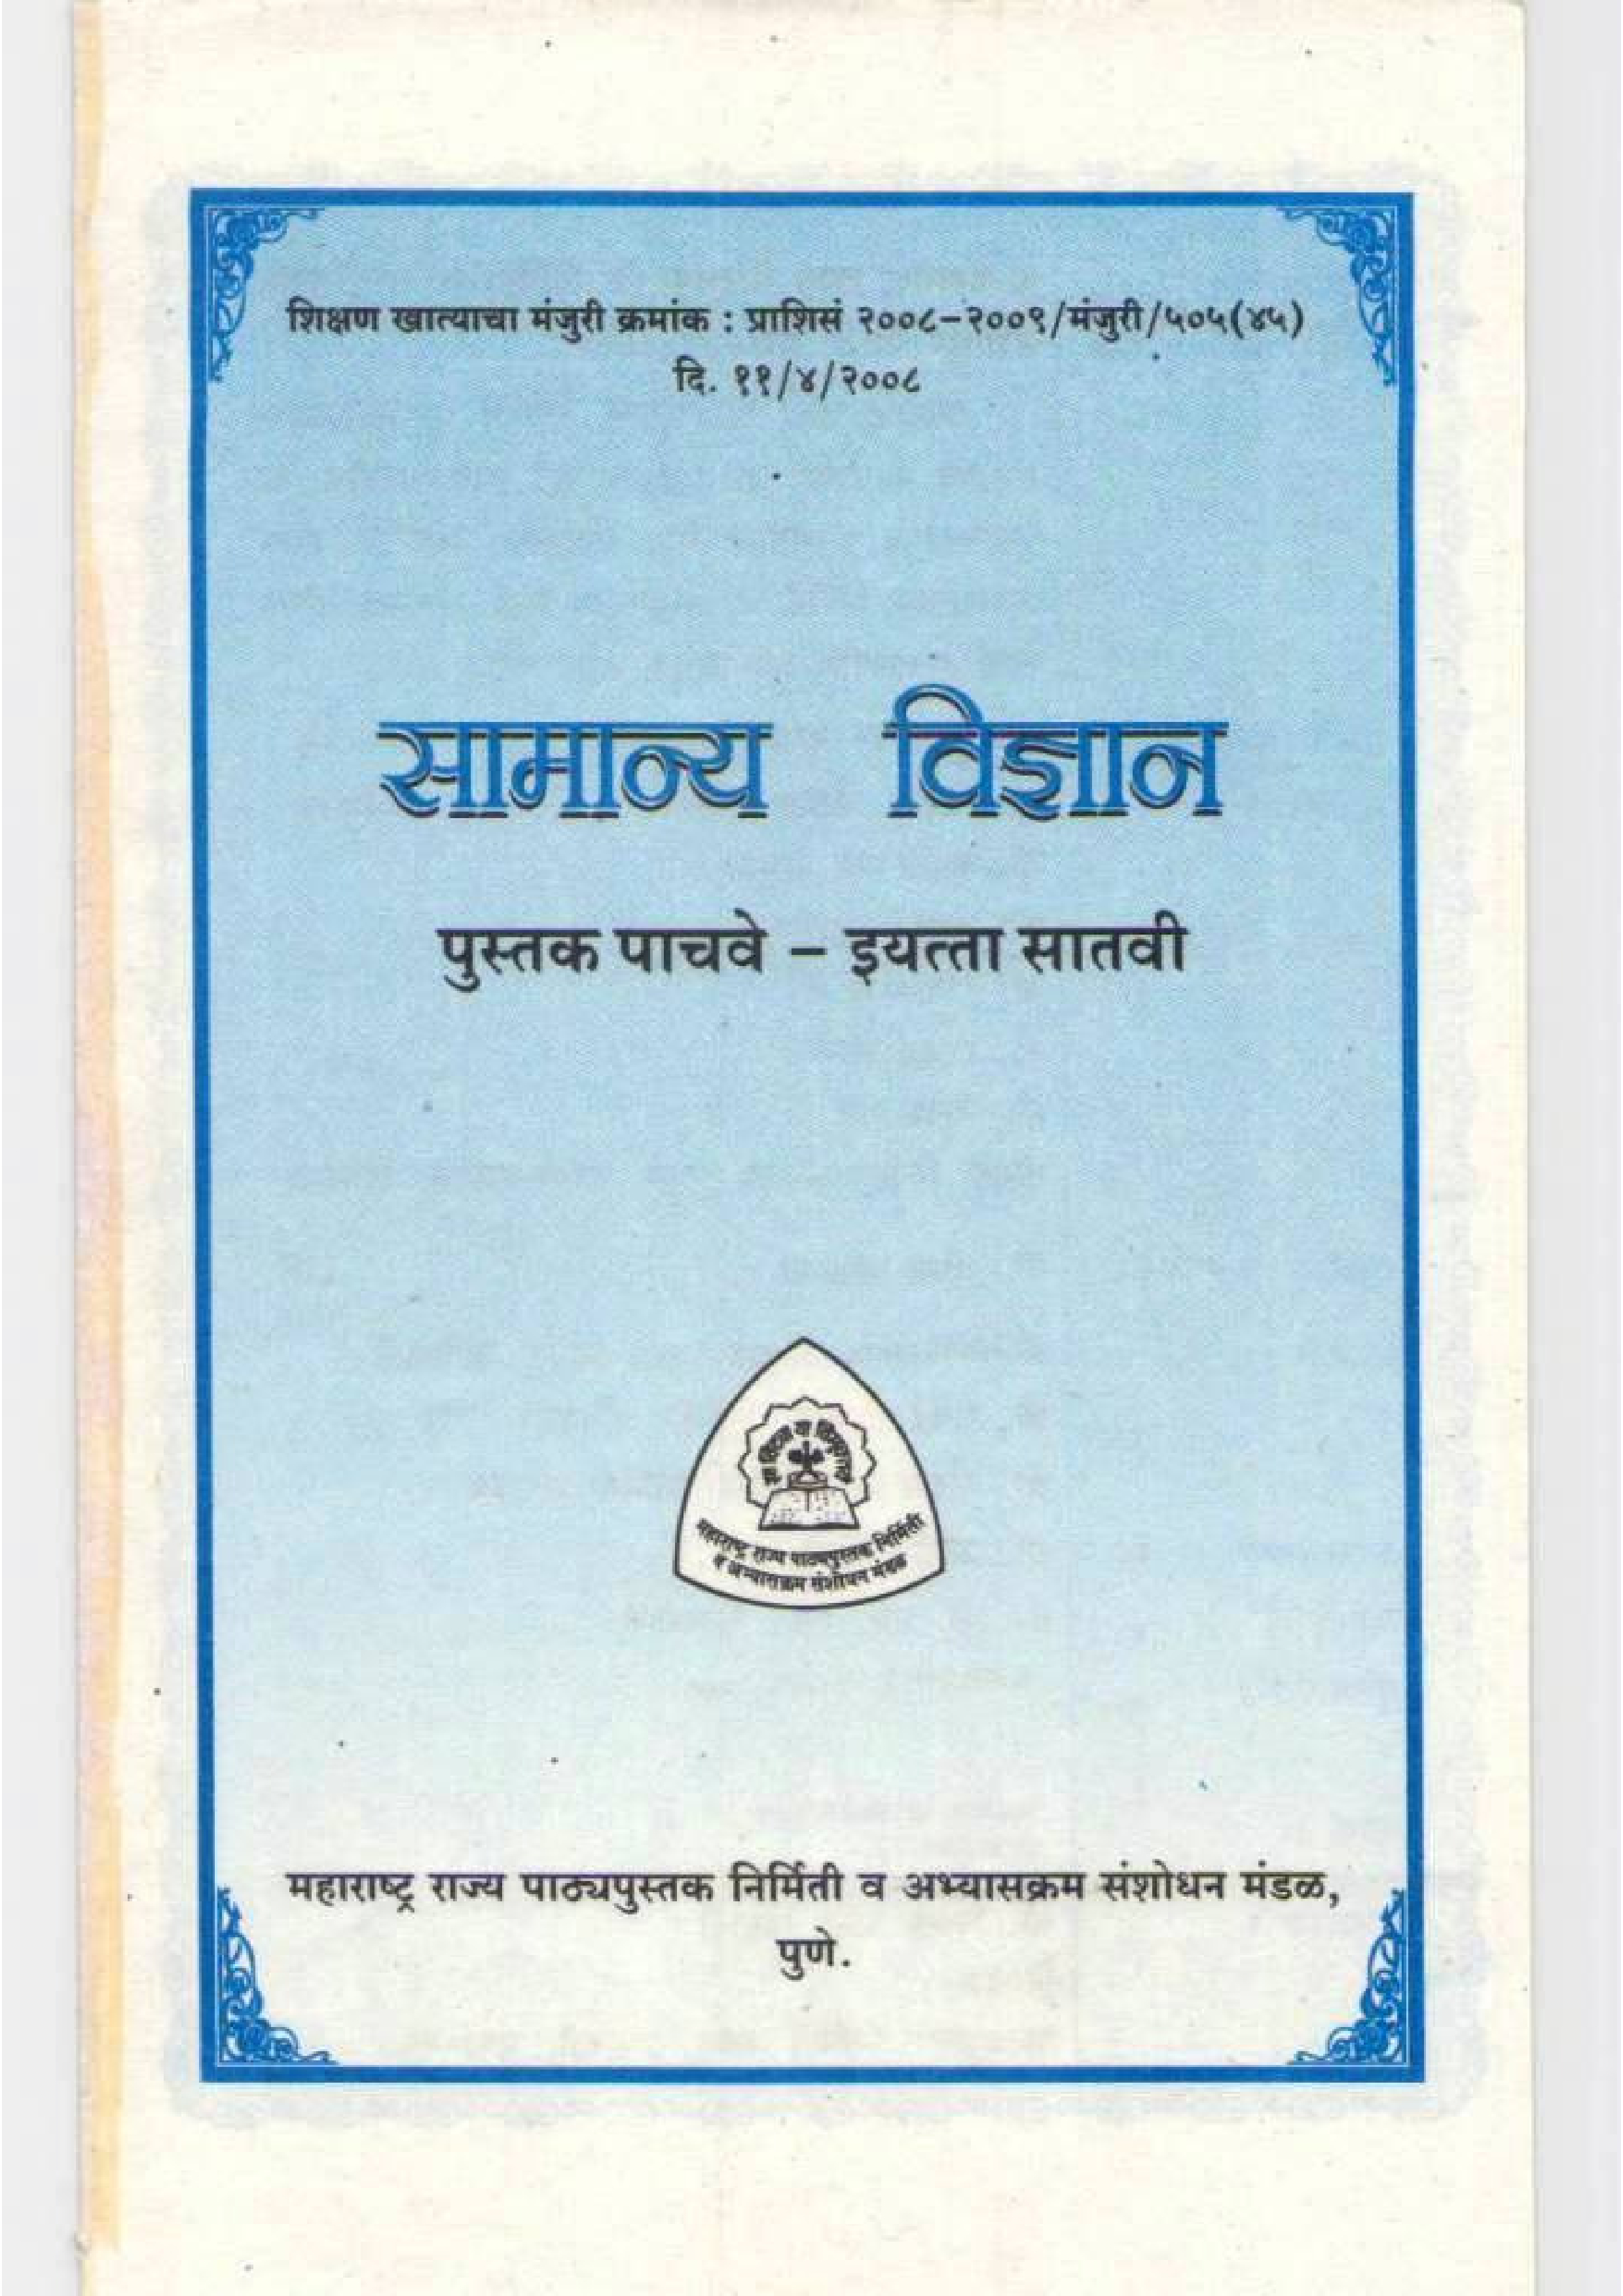 शिक्षण खात्याचा मंजुरी क्रमांक : प्राशिसं २००८-२००९/मंजुरी/५०५(४५)
दि. ११/४/२००८
सामान्य विज्ञान
पुस्तक पाचवे – इयत्ता सातवी
महाराष्ट्र राज्य पाठ्यपुस्तक निर्मिती
व अभ्यासक्रम संशोधन मंडळ
महाराष्ट्र राज्य पाठ्यपुस्तक निर्मिती व अभ्यासक्रम संशोधन मंडळ,
पुणे.